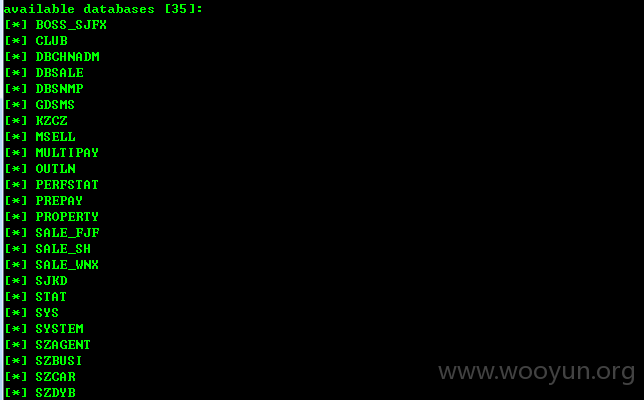 available databases [35]:
[*] BOSS_SJFX
[*] CLUB
[*] DBCHNADM
[*] DBSALE
[*] DBSNMP
[*] GDSMS
[*] KZCZ
[*] MSELL
[*] MULTIPAY
[*] OUTLN
[*] PERFSTAT
[*] PREPAY
[*] PROPERTY
[*] SALE_FJF
[*] SALE_SH
[*] SALE_WNX
[*] SJKD
[*] STAT
[*] SYS
[*] SYSTEM
[*] SZAGENT
[*] SZBUSI
[*] SZCAR
[*] SZDYB
www.wooyun.org